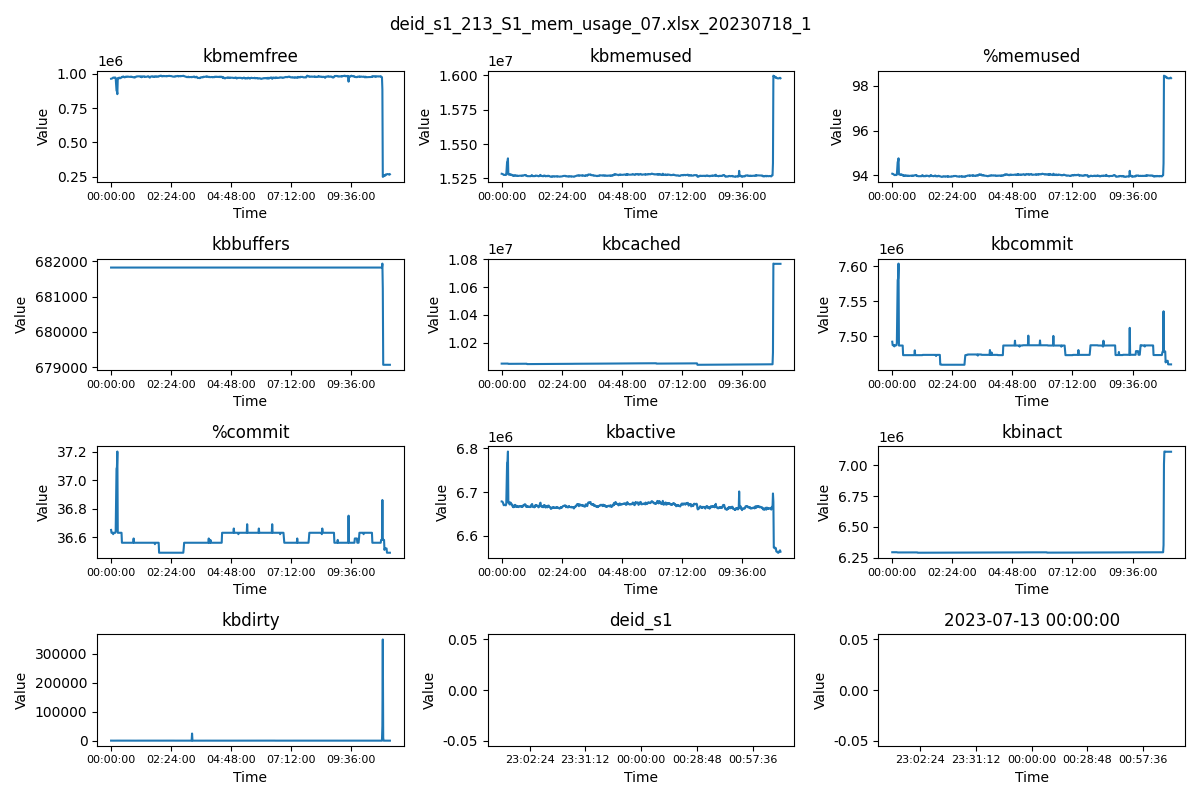 deid_s1_213_S1_mem_usage_07.xlsx_20230718_1
kbmemfree
1e6
1.00
0.75
0.50
0.25
Value
00:00:00 02:24:00 04:48:00 07:12:00 09:36:00
Time
kbmemused
1e7
1.600
1.575
1.550
1.525
Value
00:00:00 02:24:00 04:48:00 07:12:00 09:36:00
Time
%memused
98
96
94
Value
00:00:00 02:24:00 04:48:00 07:12:00 09:36:00
Time
kbbuffers
682000
681000
680000
679000
Value
00:00:00 02:24:00 04:48:00 07:12:00 09:36:00
Time
kbcached
1e7
1.08
1.06
1.04
1.02
Value
00:00:00 02:24:00 04:48:00 07:12:00 09:36:00
Time
kbcommit
1e6
7.60
7.55
7.50
Value
00:00:00 02:24:00 04:48:00 07:12:00 09:36:00
Time
%commit
37.2
37.0
36.8
36.6
Value
00:00:00 02:24:00 04:48:00 07:12:00 09:36:00
Time
kbactive
1e6
6.8
6.7
6.6
Value
00:00:00 02:24:00 04:48:00 07:12:00 09:36:00
Time
kbinact
1e6
7.00
6.75
6.50
6.25
Value
00:00:00 02:24:00 04:48:00 07:12:00 09:36:00
Time
kbdirty
300000
200000
100000
0
Value
00:00:00 02:24:00 04:48:00 07:12:00 09:36:00
Time
deid_s1
0.05
0.00
-0.05
Value
23:02:24 23:31:12 00:00:00 00:28:48 00:57:36
Time
2023-07-13 00:00:00
0.05
0.00
-0.05
Value
23:02:24 23:31:12 00:00:00 00:28:48 00:57:36
Time